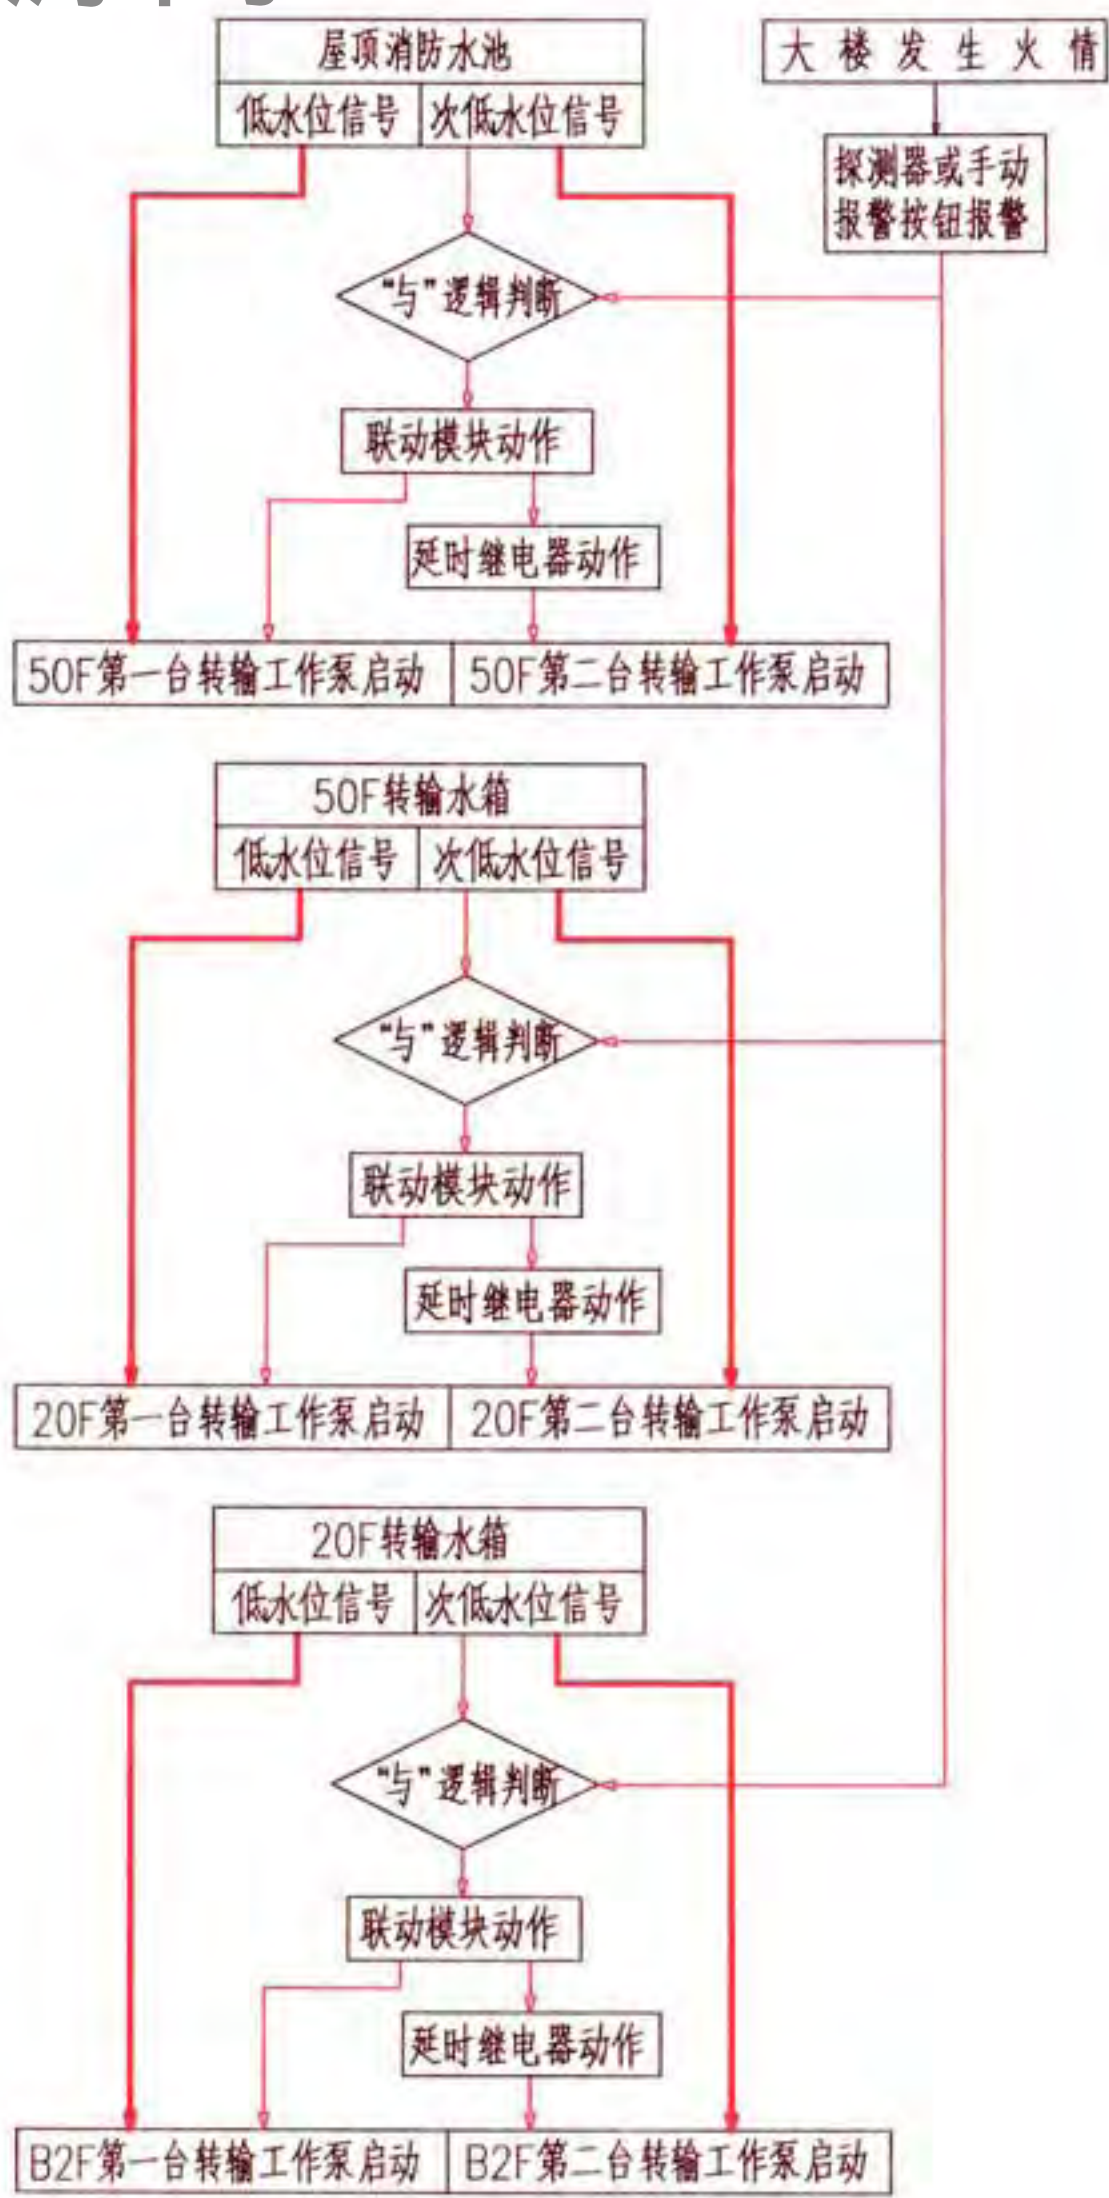 屋顶消防水池
低水位信号 次低水位信号
大楼发生火情
探测器或手动
报警按钮报警
"与"逻辑判断
联动模块动作
延时继电器动作
50F第一台转输工作泵启动 50F第二台转输工作泵启动
50F转输水箱
低水位信号 次低水位信号
"与"逻辑判断
联动模块动作
延时继电器动作
20F第一台转输工作泵启动 20F第二台转输工作泵启动
20F转输水箱
低水位信号 次低水位信号
"与"逻辑判断
联动模块动作
延时继电器动作
B2F第一台转输工作泵启动 B2F第二台转输工作泵启动